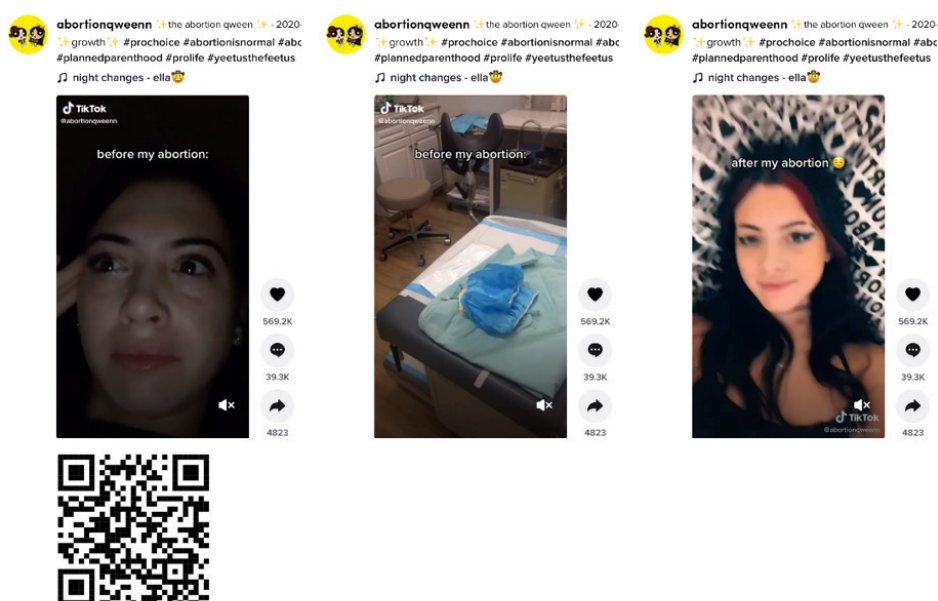 abortionqweenn ✨the abortion qween ✨ · 2020-
✨growth✨ #prochoice #abortionisnormal #abc
#plannedparenthood #prolife #yeetusthefeetus
♫ night changes - ella🤠
TikTok
@abortionqweenn
before my abortion:
569.2K
39.3K
4823
abortionqweenn ✨the abortion qween ✨ · 2020-
✨growth✨ #prochoice #abortionisnormal #abc
#plannedparenthood #prolife #yeetusthefeetus
♫ night changes - ella🤠
TikTok
@abortionqweenn
before my abortion:
569.2K
39.3K
4823
abortionqweenn ✨the abortion qween ✨ · 2020-
✨growth✨ #prochoice #abortionisnormal #abc
#plannedparenthood #prolife #yeetusthefeetus
♫ night changes - ella🤠
after my abortion 😌
569.2K
39.3K
TikTok
@abortionqweenn
4823